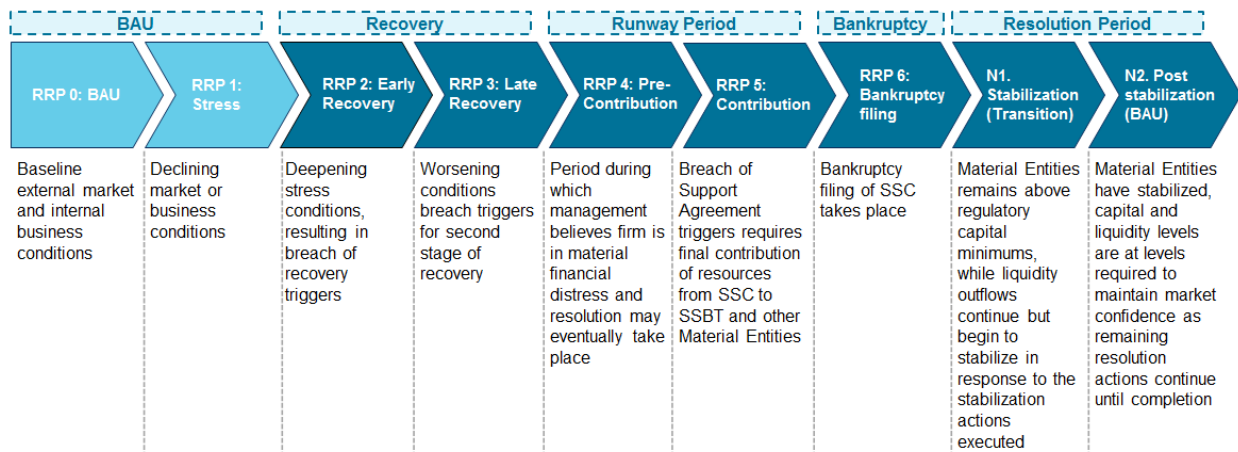 BAU
Recovery
Runway Period
Bankruptcy
Resolution Period
RRP 0: BAU
RRP 1:
Stress
RRP 2: Early
Recovery
RRP 3: Late
Recovery
RRP 4: Pre-
Contribution
RRP 5:
Contribution
RRP 6:
Bankruptcy
filing
N1.
Stabilization
(Transition)
N2. Post
stabilization
(BAU)
Baseline
external market
and internal
business
conditions
Declining
market or
business
conditions
Deepening
stress
conditions,
resulting in
breach of
recovery
triggers
Worsening
conditions
breach triggers
for second
stage of
recovery
Period during
which
management
believes firm is
in material
financial
distress and
resolution may
eventually take
place
Breach of
Support
Agreement
triggers requires
final contribution
of resources
from SSC to
SSBT and other
Material Entities
Bankruptcy
filing of SSC
takes place
Material Entities
remains above
regulatory
capital
minimums,
while liquidity
outflows
continue but
begin to
stabilize in
response to the
stabilization
actions
executed
Material Entities
have stabilized,
capital and
liquidity levels
are at levels
required to
maintain market
confidence as
remaining
resolution
actions continue
until completion